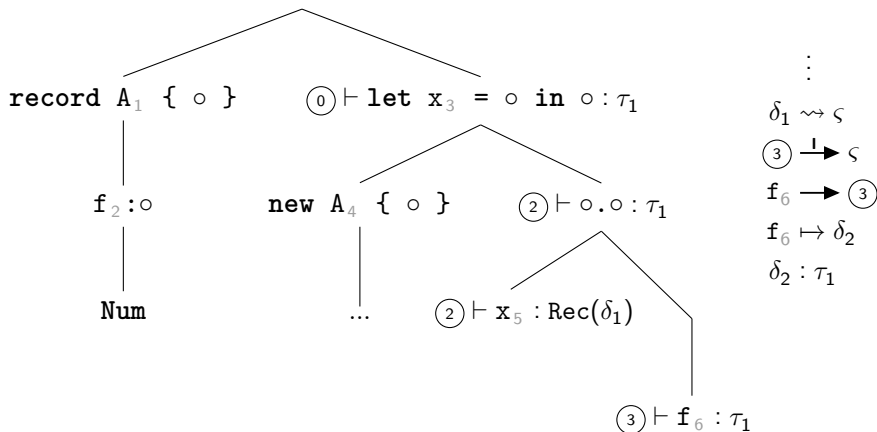 record A₁ { ∘ }
⓪ ⊢ let x₃ = ∘ in ∘ : τ₁
f₂:∘
new A₄ { ∘ }
② ⊢ ∘.∘ : τ₁
Num
...
② ⊢ x₅ : Rec(δ₁)
③ ⊢ f₆ : τ₁
⋮
δ₁ ⇝ ς
③ —I→ ς
f₆ → ③
f₆ ↦ δ₂
δ₂ : τ₁